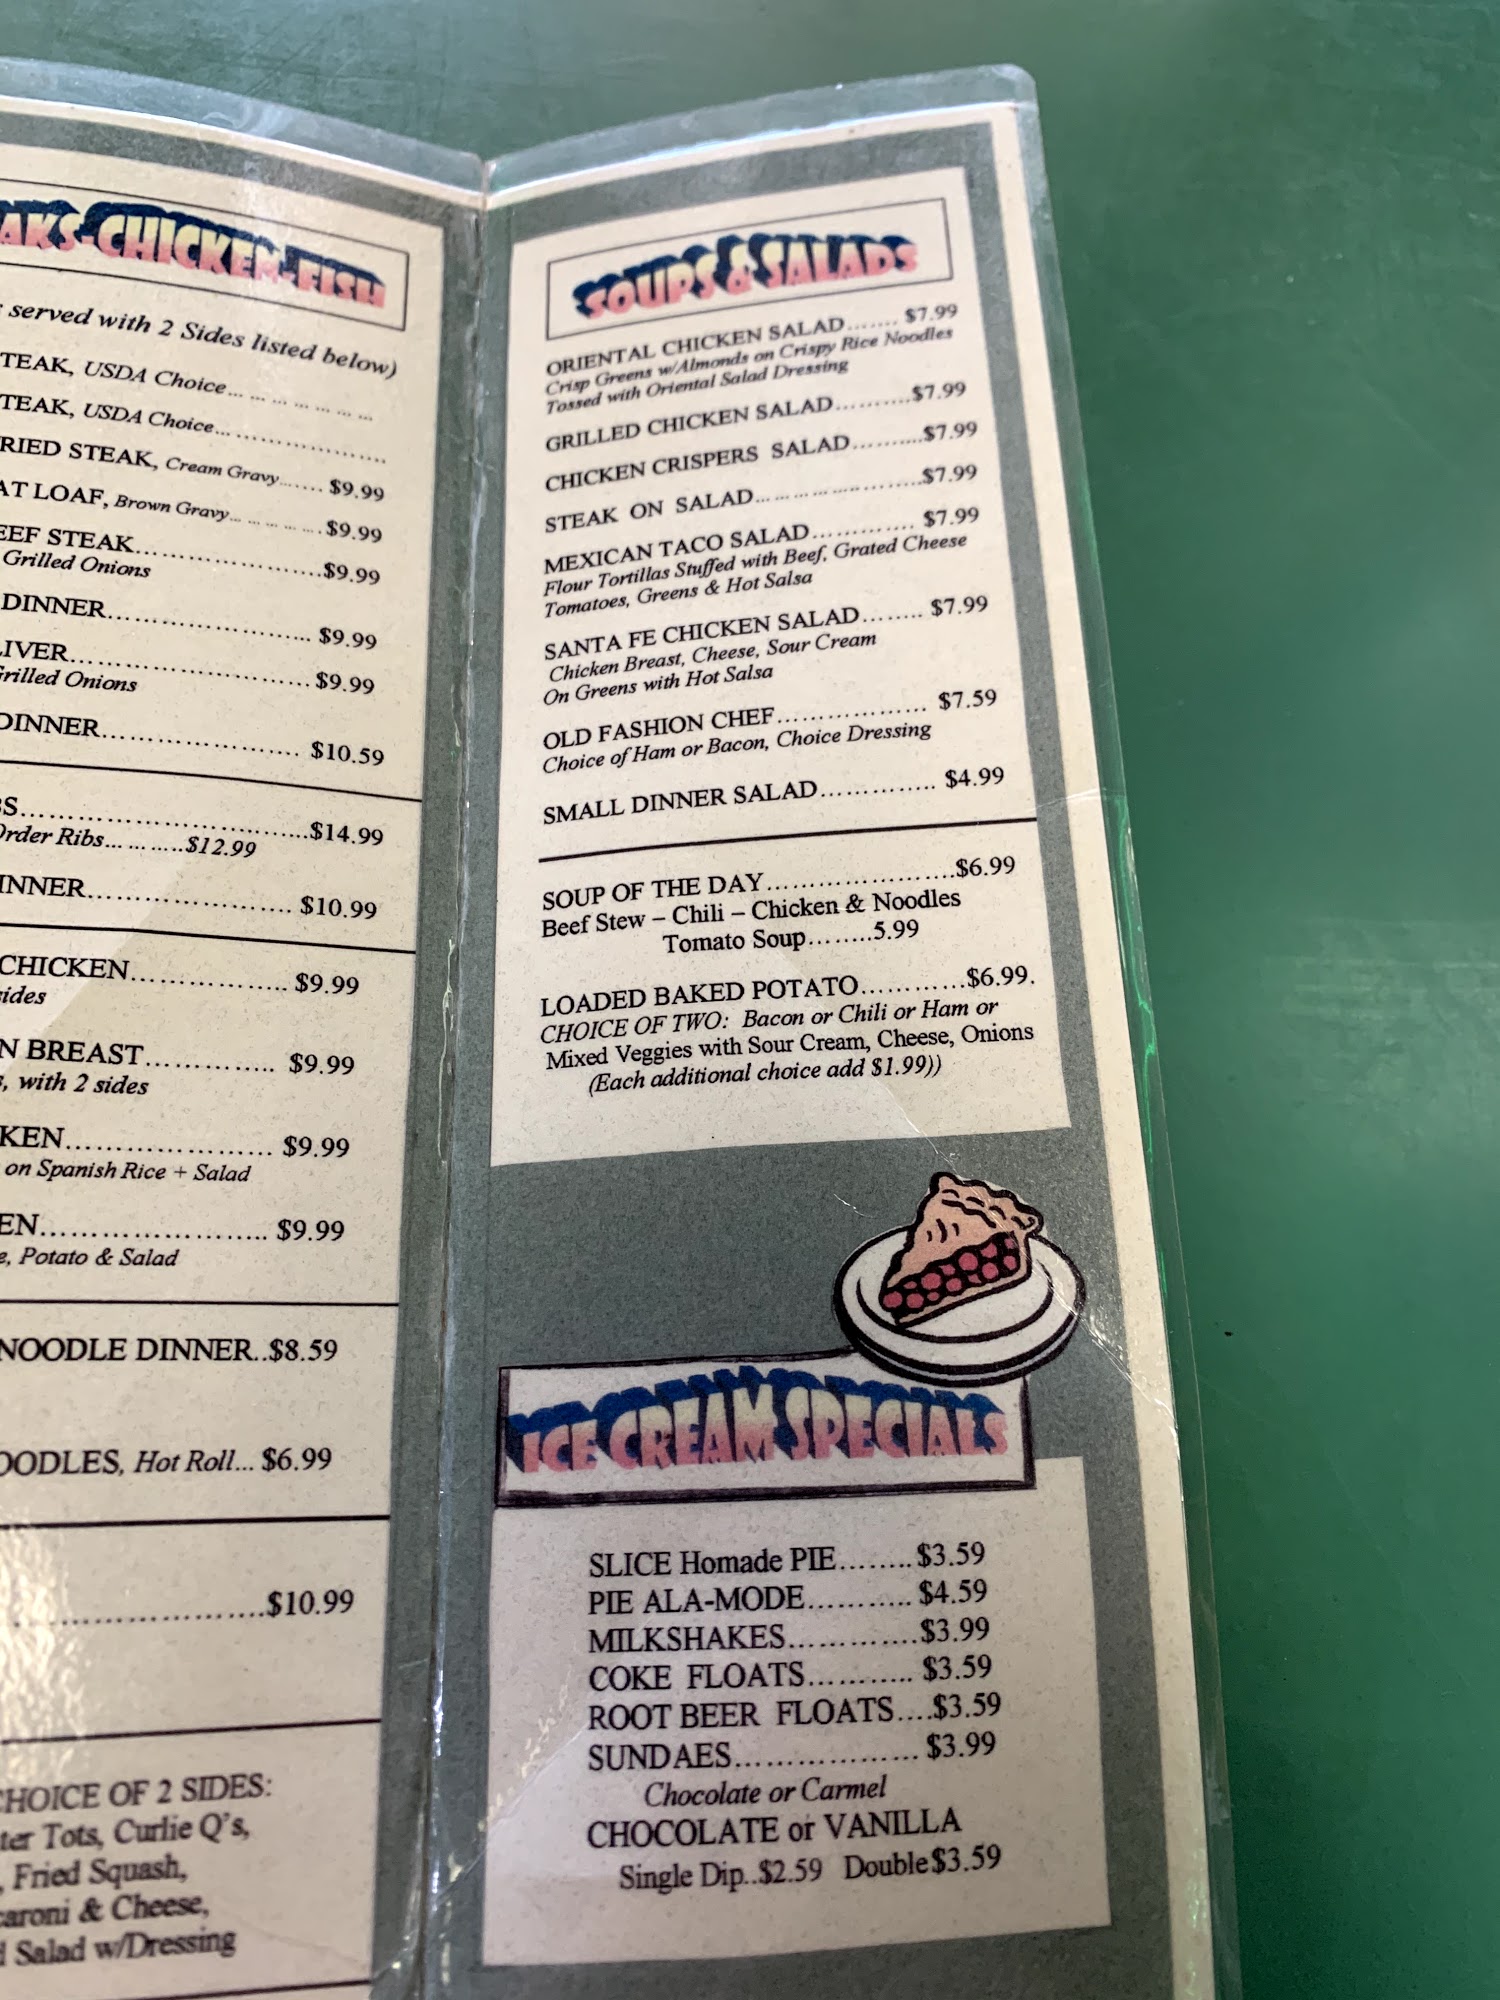 CHICKEN-FISH
served with 2 Sides listed below)
TEAK, USDA Choice... ... ... ... ... ... ...
TEAK, USDA Choice... ................
RIED STEAK, Cream Gravy....... $9.99
AT LOAF, Brown Gravy... ... ... ... . $9.99
EEF STEAK..............................$9.99
Grilled Onions
DINNER................................. $9.99
IVER..................................... $9.99
Grilled Onions
DINNER................................ $10.59
S.............................................$14.99
Order Ribs... ... .....$12.99
INNER................................. $10.99
CHICKEN......................... $9.99
sides
N BREAST..................... $9.99
, with 2 sides
KEN................................. $9.99
on Spanish Rice + Salad
EN.................................... $9.99
e, Potato & Salad
NOODLE DINNER..$8.59
OODLES, Hot Roll... $6.99
....................................$10.99
CHOICE OF 2 SIDES:
ter Tots, Curlie Q's,
, Fried Squash,
caroni & Cheese,
d Salad w/Dressing
SOUPS & SALADS
ORIENTAL CHICKEN SALAD....... $7.99
Crisp Greens w/Almonds on Crispy Rice Noodles
Tossed with Oriental Salad Dressing
GRILLED CHICKEN SALAD...........$7.99
CHICKEN CRISPERS SALAD..........$7.99
STEAK ON SALAD... ... ... ... ...........$7.99
MEXICAN TACO SALAD............. $7.99
Flour Tortillas Stuffed with Beef, Grated Cheese
Tomatoes, Greens & Hot Salsa
SANTA FE CHICKEN SALAD........ $7.99
Chicken Breast, Cheese, Sour Cream
On Greens with Hot Salsa
OLD FASHION CHEF................... $7.59
Choice of Ham or Bacon, Choice Dressing
SMALL DINNER SALAD.............. $4.99
SOUP OF THE DAY......................$6.99
Beef Stew – Chili – Chicken & Noodles
Tomato Soup.........5.99
LOADED BAKED POTATO............$6.99.
CHOICE OF TWO: Bacon or Chili or Ham or
Mixed Veggies with Sour Cream, Cheese, Onions
(Each additional choice add $1.99))
ICE CREAM SPECIALS
SLICE Homade PIE........$3.59
PIE ALA-MODE........... $4.59
MILKSHAKES..............$3.99
COKE FLOATS........... $3.59
ROOT BEER FLOATS....$3.59
SUNDAES.................... $3.99
Chocolate or Carmel
CHOCOLATE or VANILLA
Single Dip..$2.59 Double$3.59